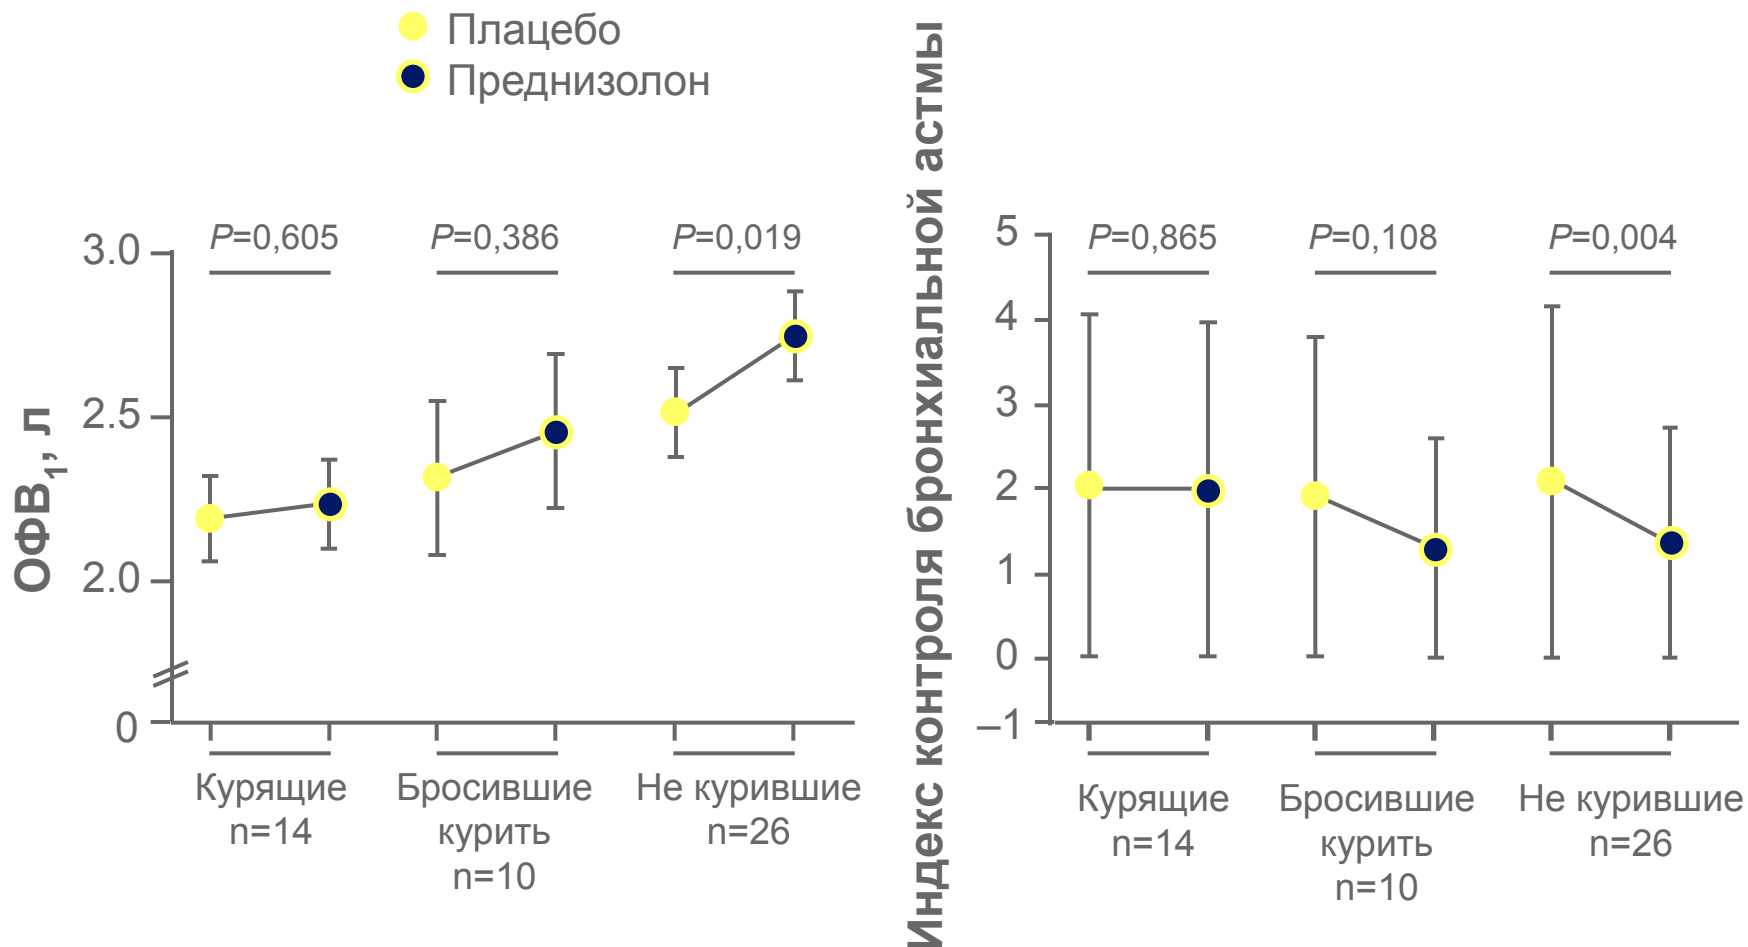 Плацебо
Преднизолон
ОФВ₁, л
3.0
2.5
2.0
0
P=0,605
P=0,386
P=0,019
Курящие
n=14
Бросившие
курить
n=10
Не курившие
n=26
Индекс контроля бронхиальной астмы
5
4
3
2
1
0
–1
P=0,865
P=0,108
P=0,004
Курящие
n=14
Бросившие
курить
n=10
Не курившие
n=26